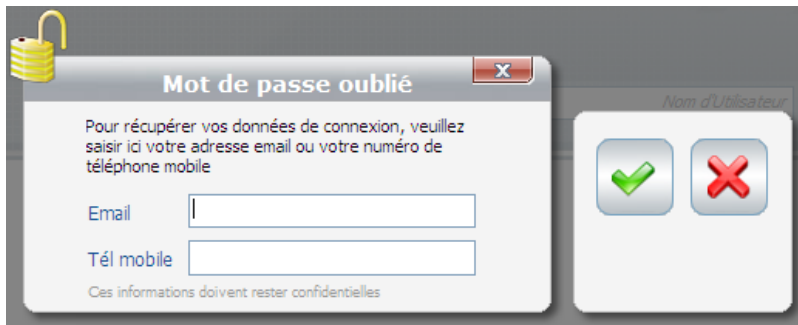 Mot de passe oublié
x
Nom d'Utilisateur
Pour récupérer vos données de connexion, veuillez
saisir ici votre adresse email ou votre numéro de
téléphone mobile
Email
Tél mobile
Ces informations doivent rester confidentielles